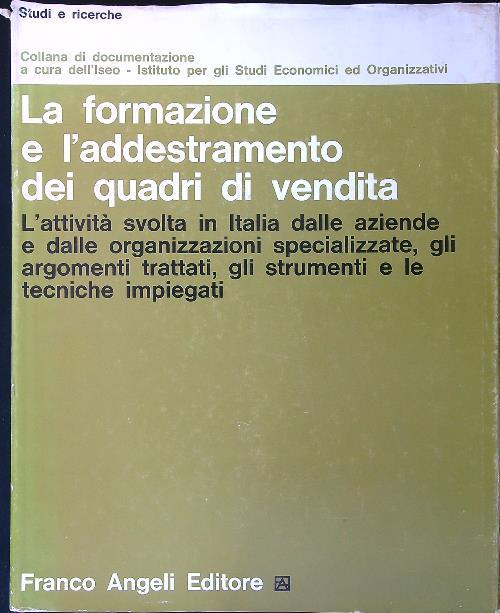 Studi e ricerche
Collana di documentazione
a cura dell'Iseo - Istituto per gli Studi Economici ed Organizzativi
La formazione
e l'addestramento
dei quadri di vendita
L'attività svolta in Italia dalle aziende
e dalle organizzazioni specializzate, gli
argomenti trattati, gli strumenti e le
tecniche impiegati
Franco Angeli Editore